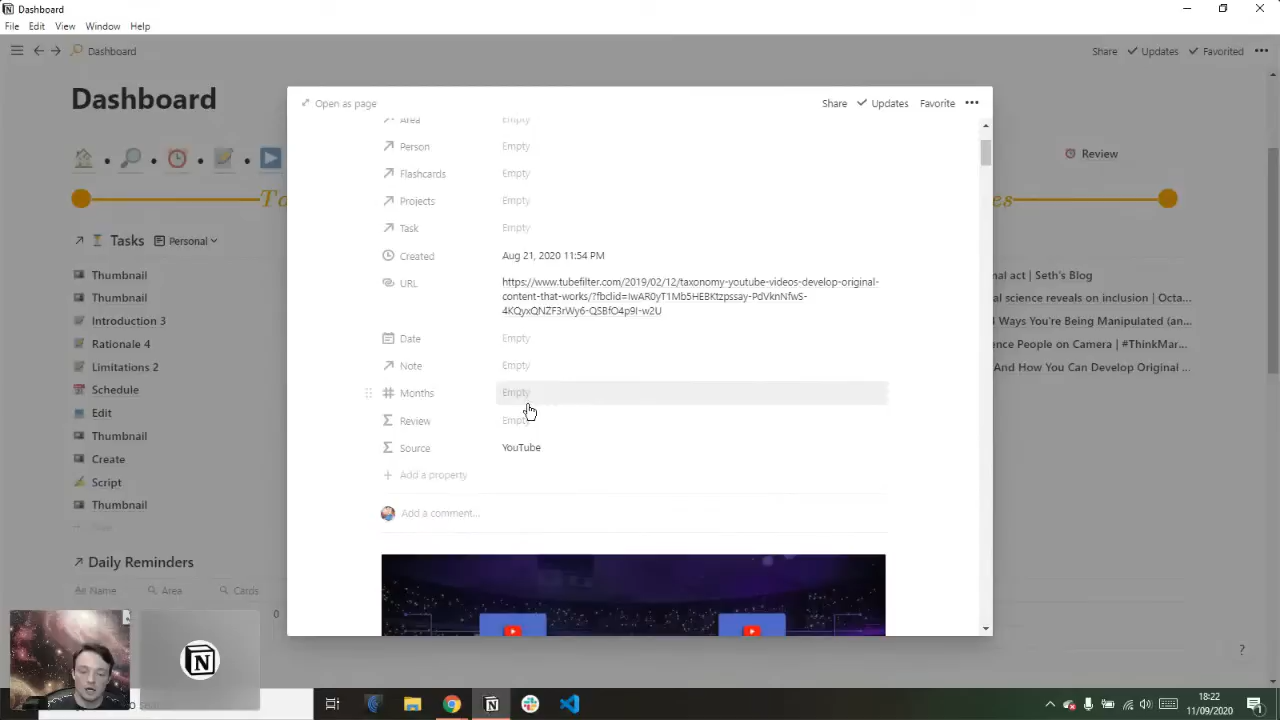 Dashboard
File Edit View Window Help
Dashboard
Share Updates Favorited
Dashboard
Open as page
Share Updates Favorite
Review
Area Empty
Person Empty
Flashcards Empty
Projects Empty
Task Empty
Created Aug 21, 2020 11:54 PM
URL https://www.tubefilter.com/2019/02/12/taxonomy-youtube-videos-develop-original-
content-that-works/?fbclid=IwAR0yT1Mb5HEBKtzpssay-PdVknNfwS-
4KQyxQNZF3rWy6-QSBfO4p9I-w2U
Date Empty
Note Empty
Months Empty
Review Empty
Source YouTube
Add a property
Add a comment...
Tasks Personal
Thumbnail
Thumbnail
Introduction 3
Rationale 4
Limitations 2
Schedule
Edit
Thumbnail
Create
Script
Thumbnail
Daily Reminders
Aa Name Area Cards
0
nal act | Seth's Blog
al science reveals on inclusion | Octa...
4 Ways You're Being Manipulated (an...
nce People on Camera | #ThinkMar...
And How You Can Develop Original ...
?
18:22
11/09/2020